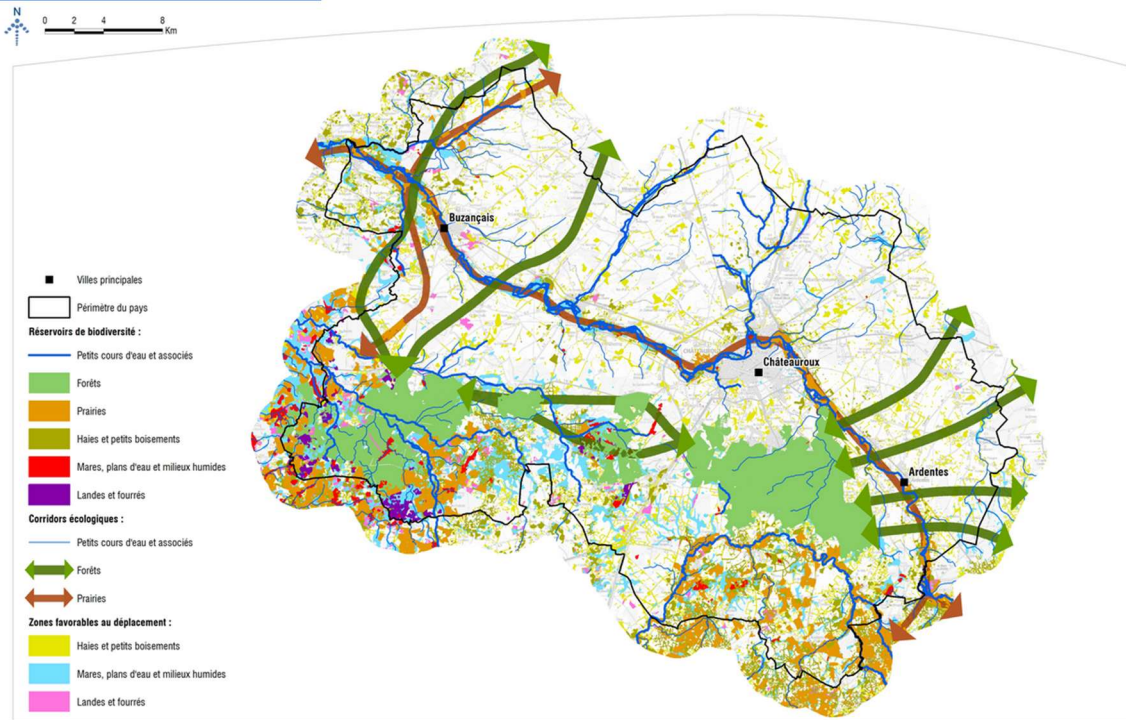 N
0 2 4 8
Km
Buzançais
Châteauroux
Ardentes
Villes principales
Périmètre du pays
Réservoirs de biodiversité :
Petits cours d'eau et associés
Forêts
Prairies
Haies et petits boisements
Mares, plans d'eau et milieux humides
Landes et fourrés
Corridors écologiques :
Petits cours d'eau et associés
Forêts
Prairies
Zones favorables au déplacement :
Haies et petits boisements
Mares, plans d'eau et milieux humides
Landes et fourrés